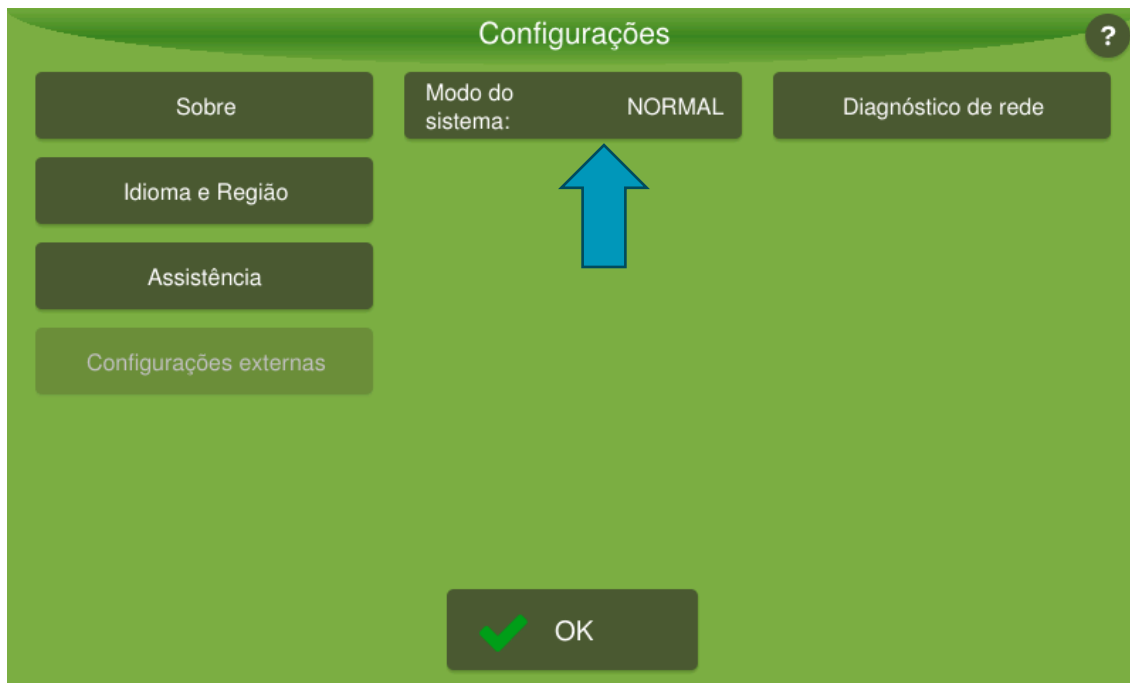 Configurações
?
Sobre
Modo do
sistema:
NORMAL
Diagnóstico de rede
Idioma e Região
Assistência
Configurações externas
OK